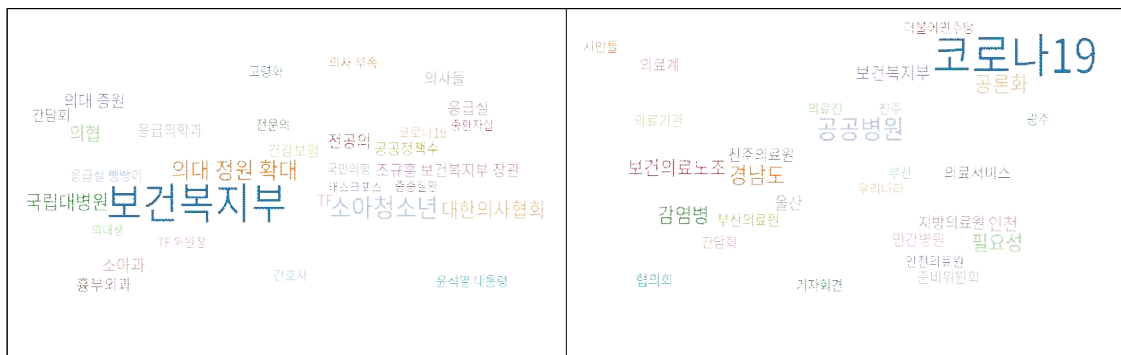 고령화
의사 부족
의사들
의대 증원
간담회
응급실
중환자실
의협
응급의학과
전문의
전공의
코로나19
건강보험
공공정책수
의대 정원 확대
국민의힘
조규홍 보건복지부 장관
응급실 뺑뺑이
태스크포스
중증질환
국립대병원
보건복지부
TF
소아청소년
대한의사협회
의대생
TF 위원장
소아과
흉부외과
간호사
윤석열 대통령
더불어민주당
시민들
코로나19
의료계
보건복지부
공론화
의료진
진주
의료기관
공공병원
광주
진주의료원
보건의료노조
경남도
부산
의료서비스
우리나라
울산
감염병
부산의료원
지방의료원
인천
간담회
민간병원
필요성
인천의료원
협의회
기자회견
준비위원회